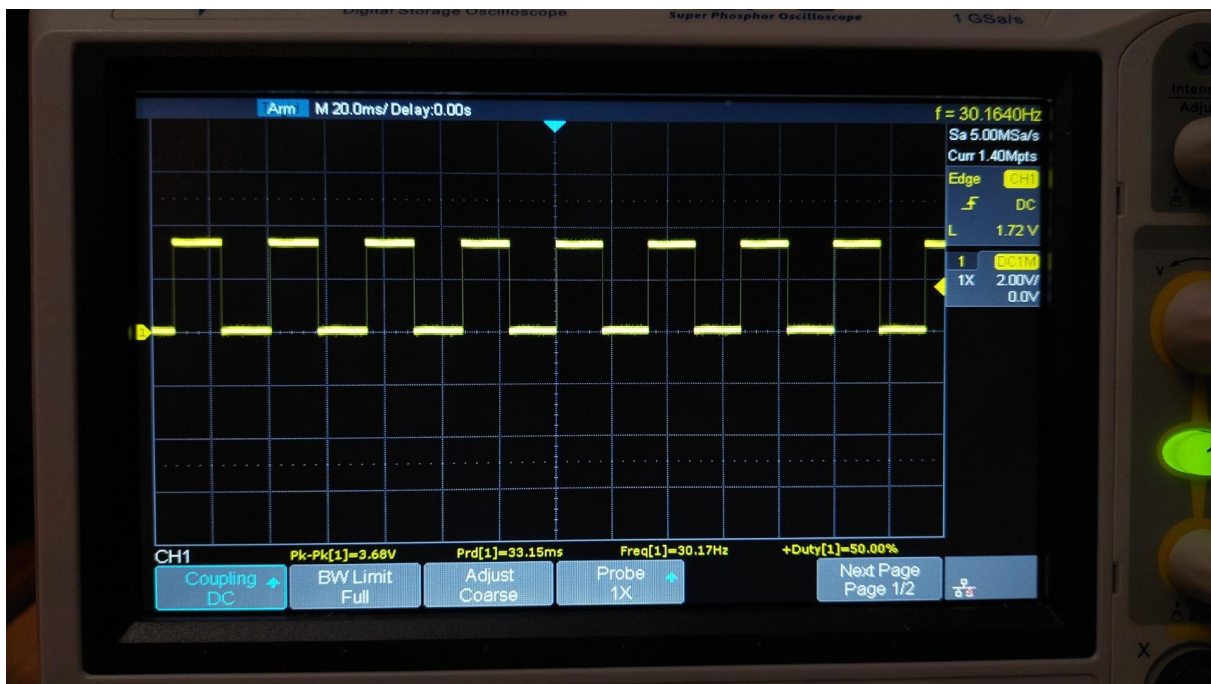 Digital Storage Oscilloscope
Super Phosphor Oscilloscope
1 GSa/s
Arm M 20.0ms/ Delay:0.00s
f = 30.1640Hz
Sa 5.00MSa/s
Curr 1.40Mpts
Edge CH1
DC
L 1.72 V
1 DC1M
1X 2.00V/
0.0V
1
CH1
Pk-Pk[1]=3.68V Prd[1]=33.15ms Freq[1]=30.17Hz +Duty[1]=50.00%
Coupling
DC
BW Limit
Full
Adjust
Coarse
Probe
1X
Next Page
Page 1/2
V
X